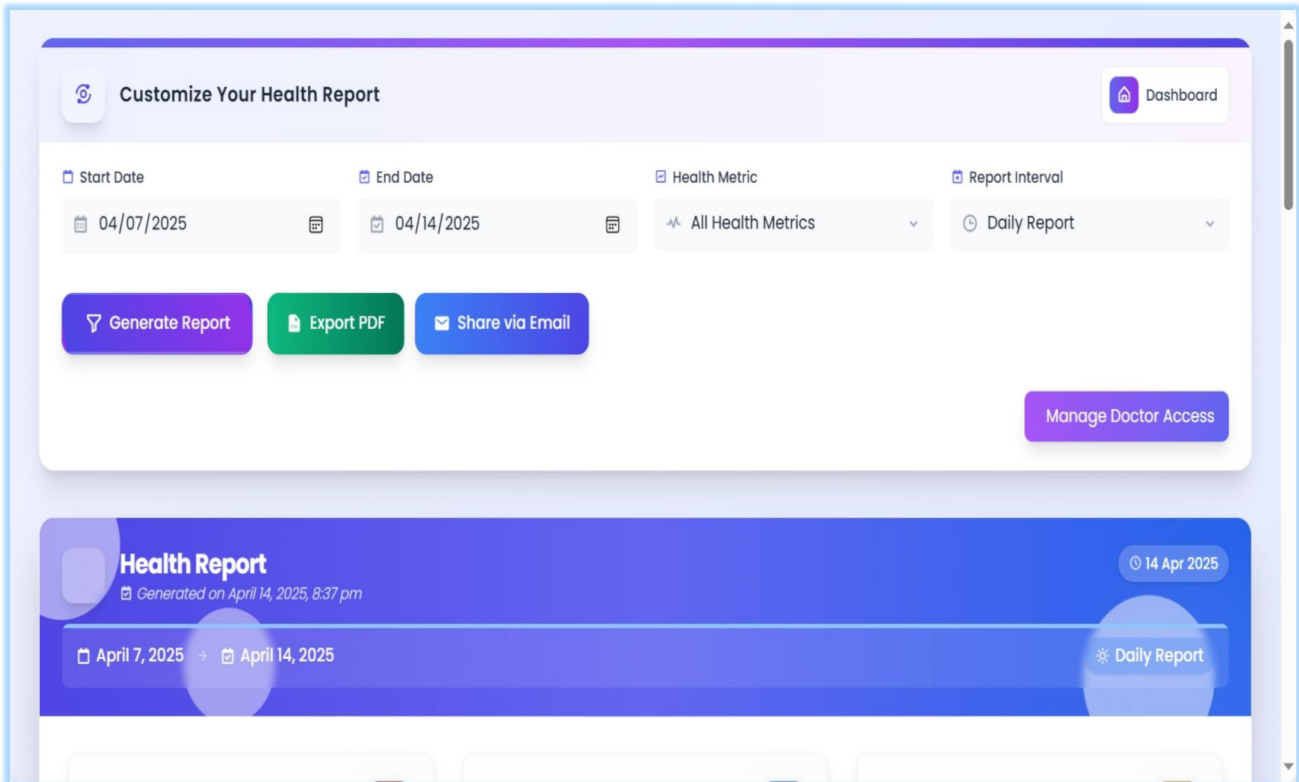 Customize Your Health Report
Dashboard
Start Date
End Date
Health Metric
Report Interval
04/07/2025
04/14/2025
All Health Metrics
Daily Report
Generate Report
Export PDF
Share via Email
Manage Doctor Access
Health Report
14 Apr 2025
Generated on April 14, 2025, 8:37 pm
April 7, 2025 → April 14, 2025
Daily Report